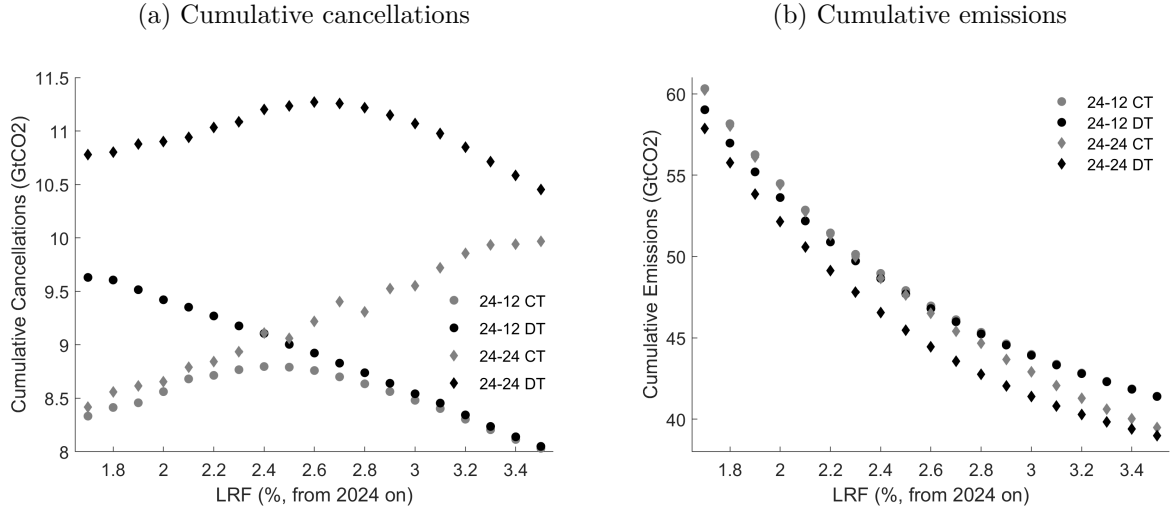 (a) Cumulative cancellations
11.5
11
10.5
10
9.5
9
8.5
8
Cumulative Cancellations (GtCO2)
24-12 CT
24-12 DT
24-24 CT
24-24 DT
1.8 2 2.2 2.4 2.6 2.8 3 3.2 3.4
LRF (%, from 2024 on)
(b) Cumulative emissions
60
55
50
45
40
Cumulative Emissions (GtCO2)
24-12 CT
24-12 DT
24-24 CT
24-24 DT
1.8 2 2.2 2.4 2.6 2.8 3 3.2 3.4
LRF (%, from 2024 on)